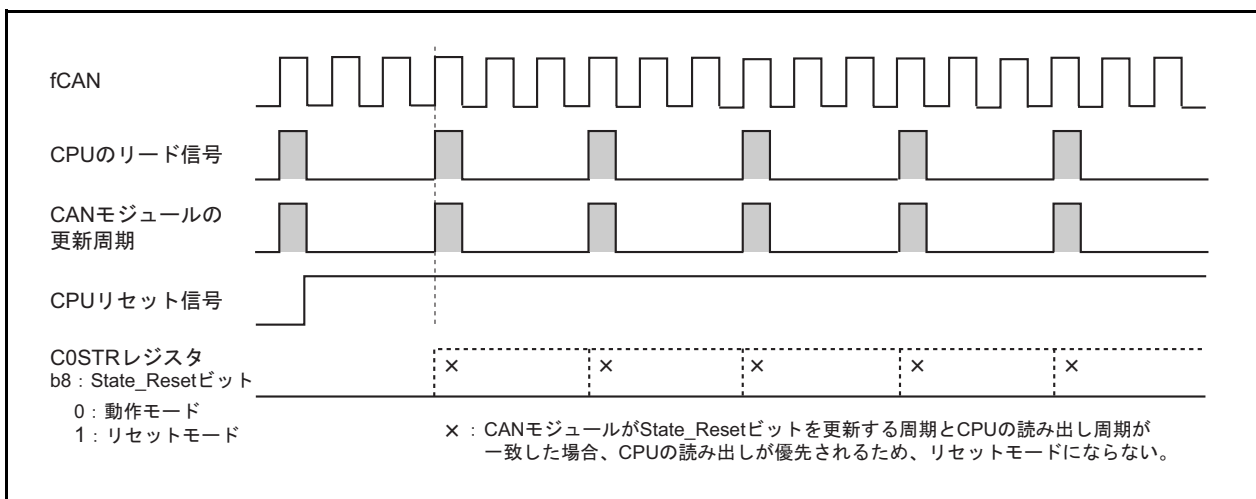 fCAN
CPUのリード信号
CANモジュールの
更新周期
CPUリセット信号
C0STRレジスタ
b8：State_Resetビット
0：動作モード
1：リセットモード
× × × × ×
×：CANモジュールがState_Resetビットを更新する周期とCPUの読み出し周期が
一致した場合、CPUの読み出しが優先されるため、リセットモードにならない。